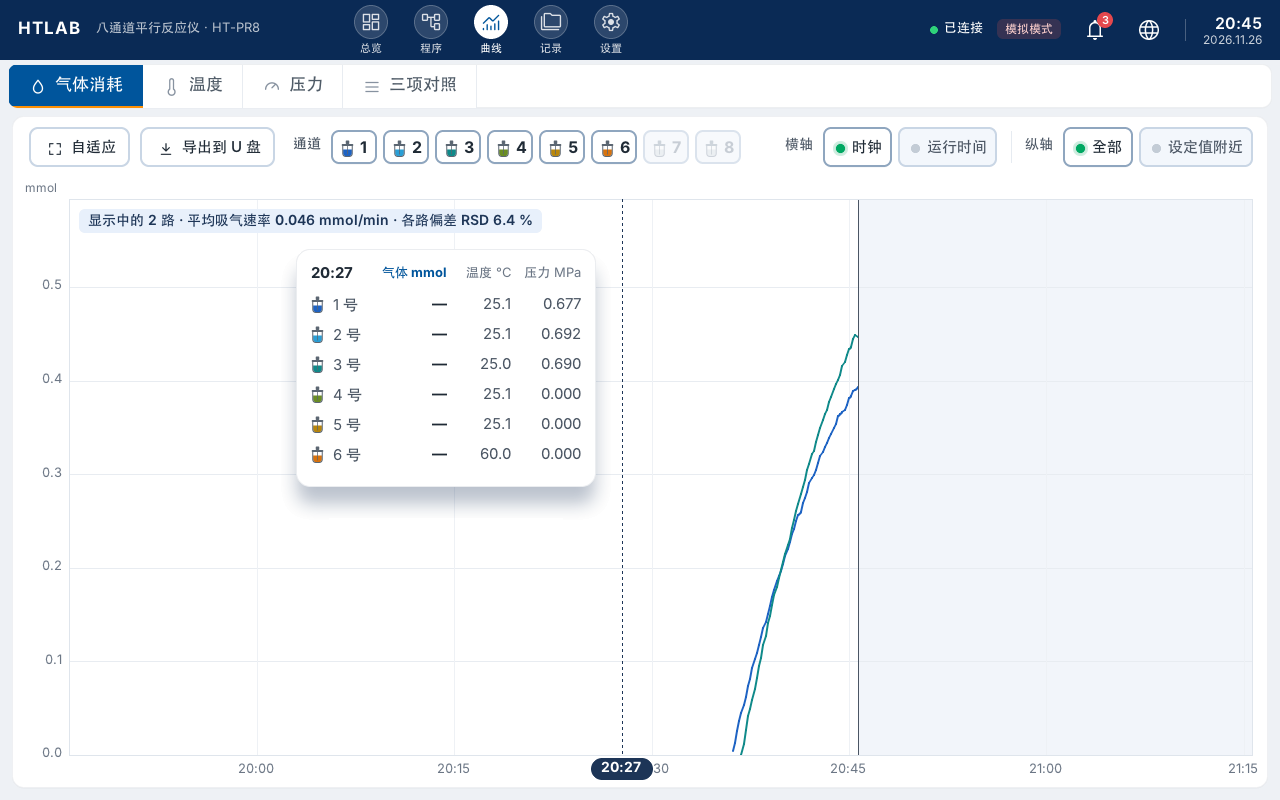 HTLAB 八通道平行反应仪 · HT-PR8
总览 程序 曲线 记录 设置
已连接 模拟模式 3
20:45
2026.11.26
气体消耗 温度 压力 三项对照
自适应 导出到 U 盘 通道 1 2 3 4 5 6 7 8 横轴 时钟 运行时间 纵轴 全部 设定值附近
mmol
显示中的 2 路 · 平均吸气速率 0.046 mmol/min · 各路偏差 RSD 6.4 %
20:27 气体 mmol 温度 °C 压力 MPa
1 号 — 25.1 0.677
2 号 — 25.1 0.692
3 号 — 25.0 0.690
4 号 — 25.1 0.000
5 号 — 25.1 0.000
6 号 — 60.0 0.000
0.5
0.4
0.3
0.2
0.1
0.0
20:00 20:15 20:27 30 20:45 21:00 21:15